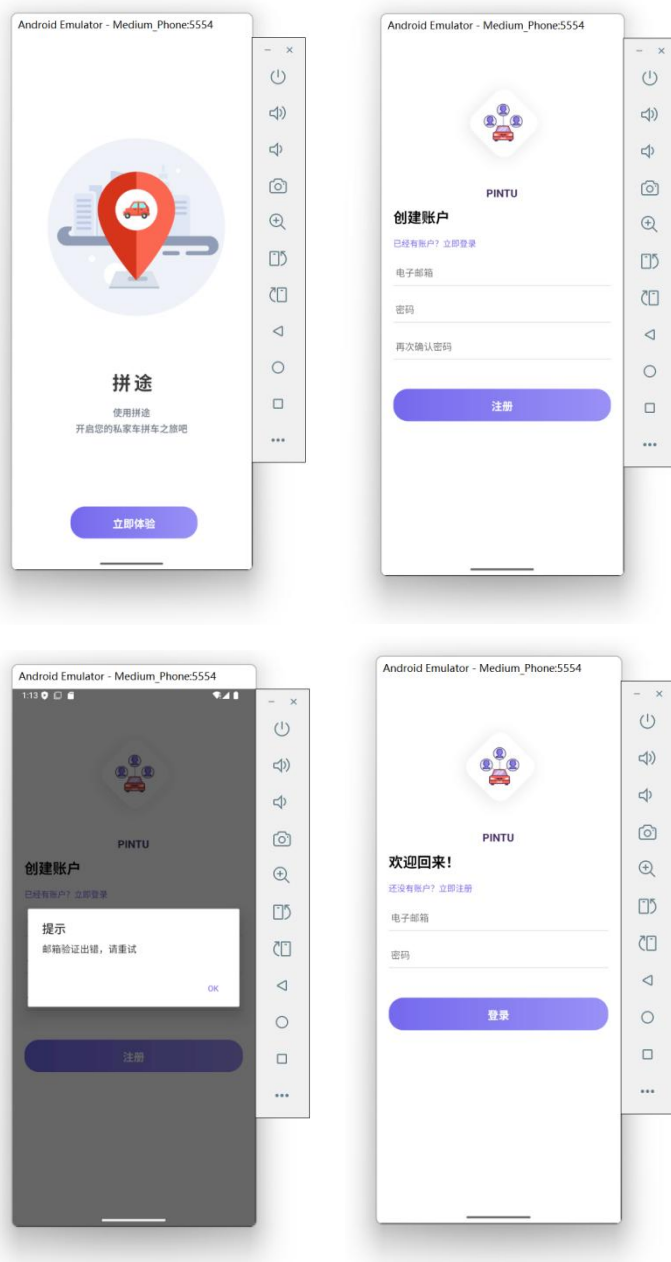 Android Emulator - Medium_Phone:5554
拼途
使用拼途
开启您的私家车拼车之旅吧
立即体验
Android Emulator - Medium_Phone:5554
PINTU
创建账户
已经有账户？立即登录
电子邮箱
密码
再次确认密码
注册
Android Emulator - Medium_Phone:5554
1:13
PINTU
创建账户
已经有账户？立即登录
提示
邮箱验证出错，请重试
OK
注册
Android Emulator - Medium_Phone:5554
PINTU
欢迎回来！
还没有账户？立即注册
电子邮箱
密码
登录